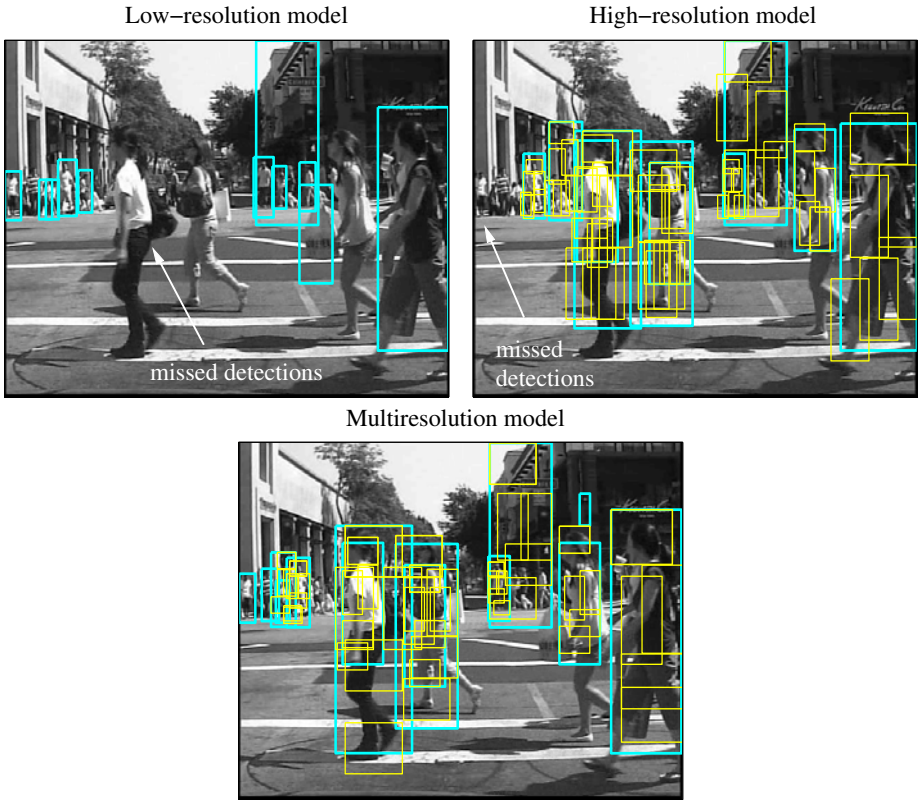 Low−resolution model
High−resolution model
missed detections
missed
detections
Multiresolution model